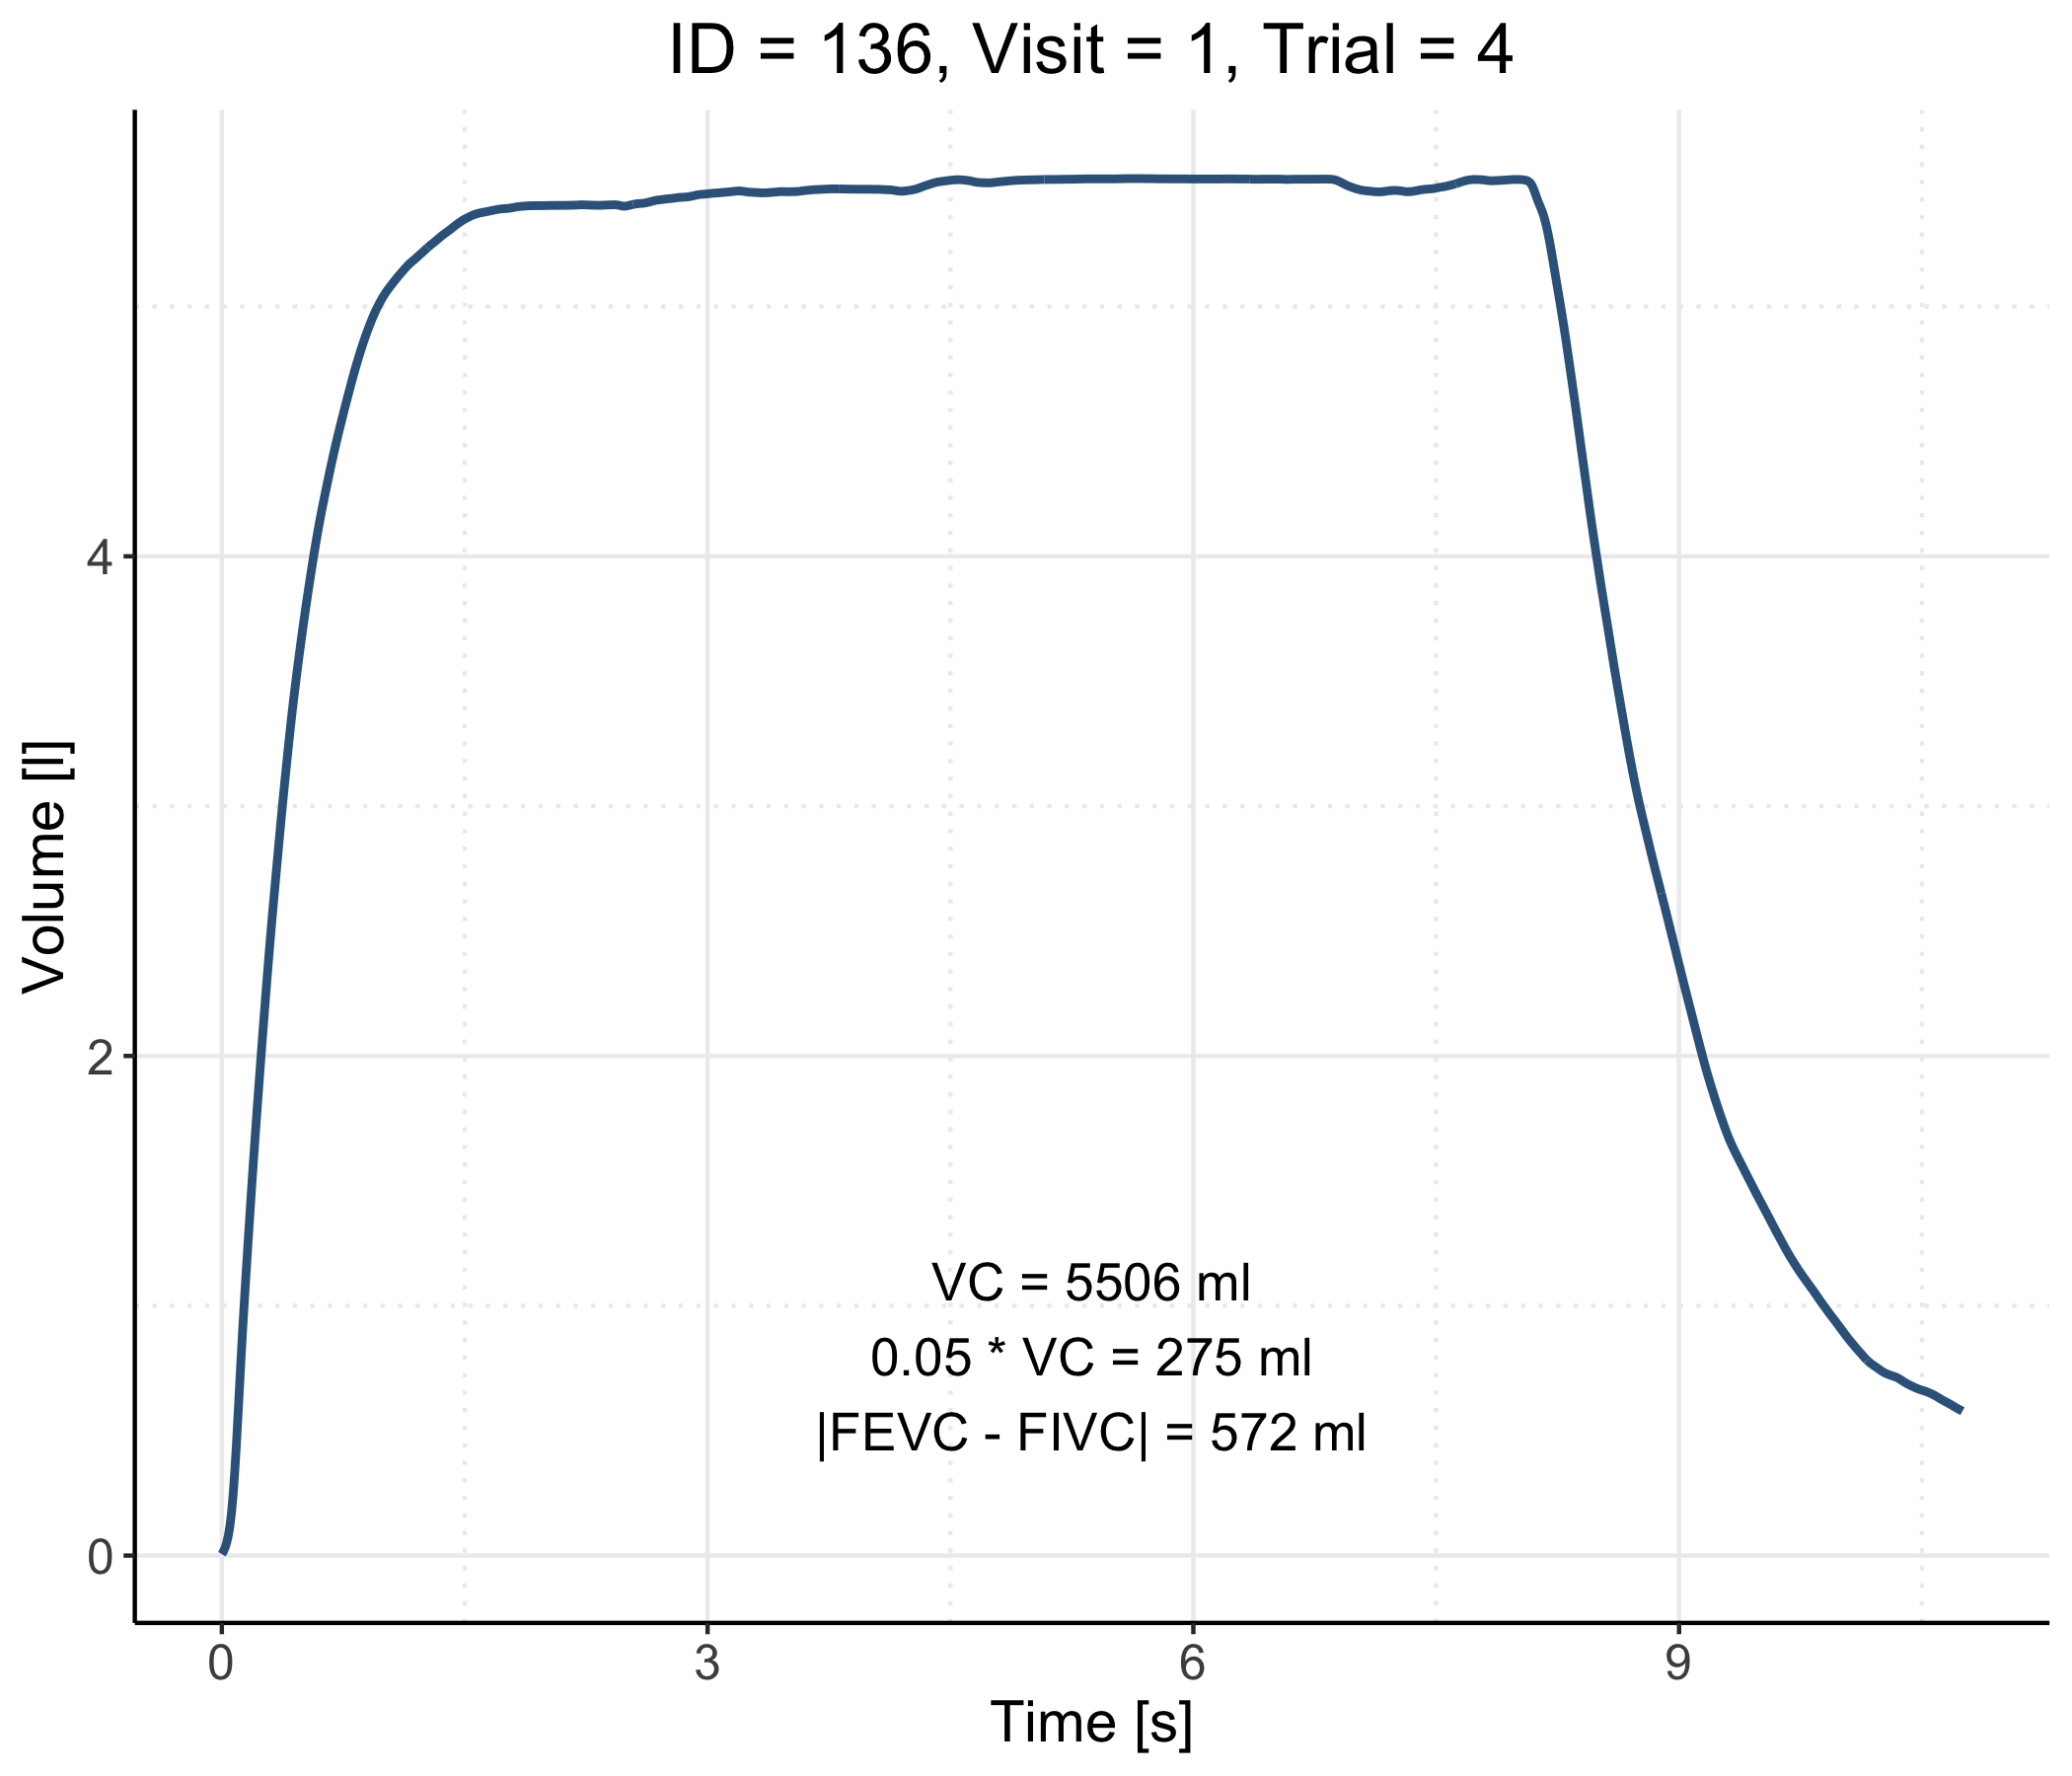 ID = 136, Visit = 1, Trial = 4
Volume [l]
4
2
0
VC = 5506 ml
0.05 * VC = 275 ml
|FEVC - FIVC| = 572 ml
0 3 6 9
Time [s]